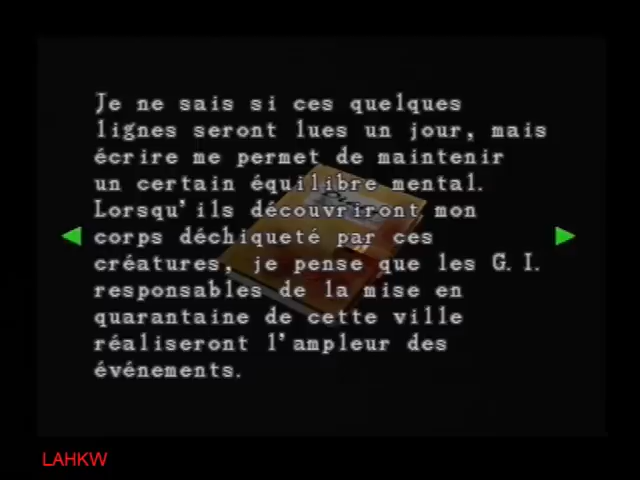 Je ne sais si ces quelques
lignes seront lues un jour, mais
écrire me permet de maintenir
un certain équilibre mental.
Lorsqu'ils découvriront mon
corps déchiqueté par ces
créatures, je pense que les G. I.
responsables de la mise en
quarantaine de cette ville
réaliseront l'ampleur des
événements.
LAHKW